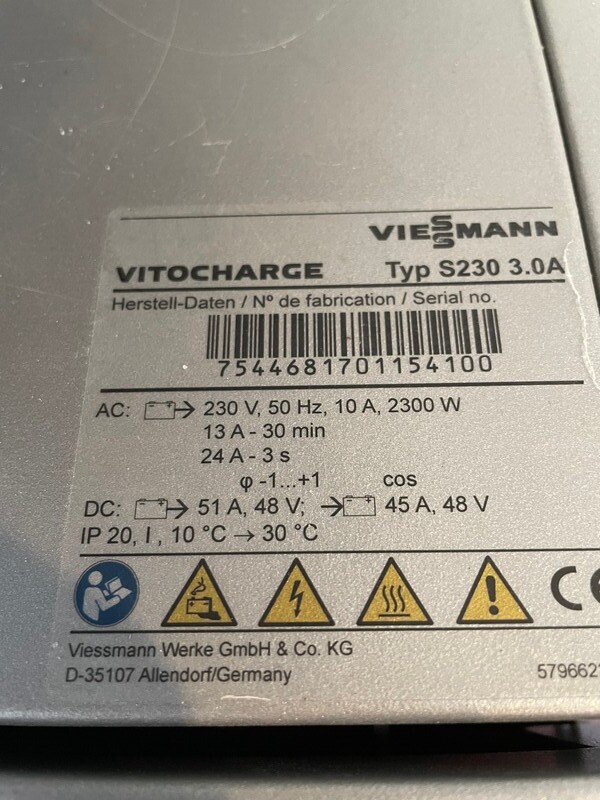 VIESSMANN
VITOCHARGE Typ S230 3.0A
Herstell-Daten / Nº de fabrication / Serial no.
7544681701154100
AC: → 230 V, 50 Hz, 10 A, 2300 W
13 A - 30 min
24 A - 3 s
φ -1...+1 cos
DC: → 51 A, 48 V; → 45 A, 48 V
IP 20, I , 10 °C → 30 °C
CE
Viessmann Werke GmbH & Co. KG
D-35107 Allendorf/Germany
579662